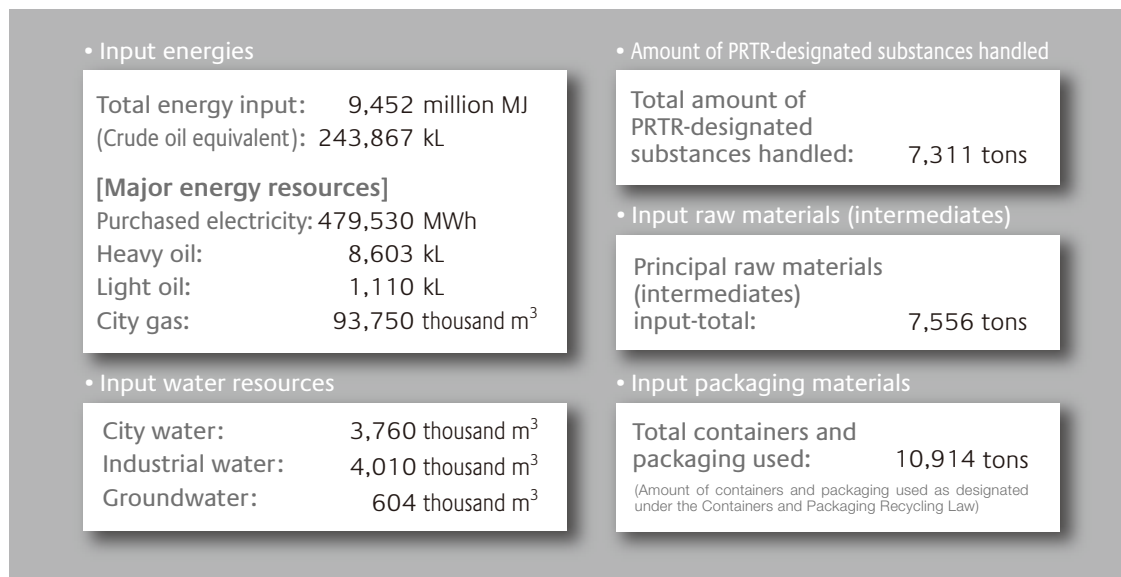 • Input energies
Total energy input: 9,452 million MJ
(Crude oil equivalent): 243,867 kL
[Major energy resources]
Purchased electricity: 479,530 MWh
Heavy oil: 8,603 kL
Light oil: 1,110 kL
City gas: 93,750 thousand m³
• Input water resources
City water: 3,760 thousand m³
Industrial water: 4,010 thousand m³
Groundwater: 604 thousand m³
• Amount of PRTR-designated substances handled
Total amount of
PRTR-designated
substances handled: 7,311 tons
• Input raw materials (intermediates)
Principal raw materials
(intermediates)
input-total: 7,556 tons
• Input packaging materials
Total containers and
packaging used: 10,914 tons
(Amount of containers and packaging used as designated
under the Containers and Packaging Recycling Law)